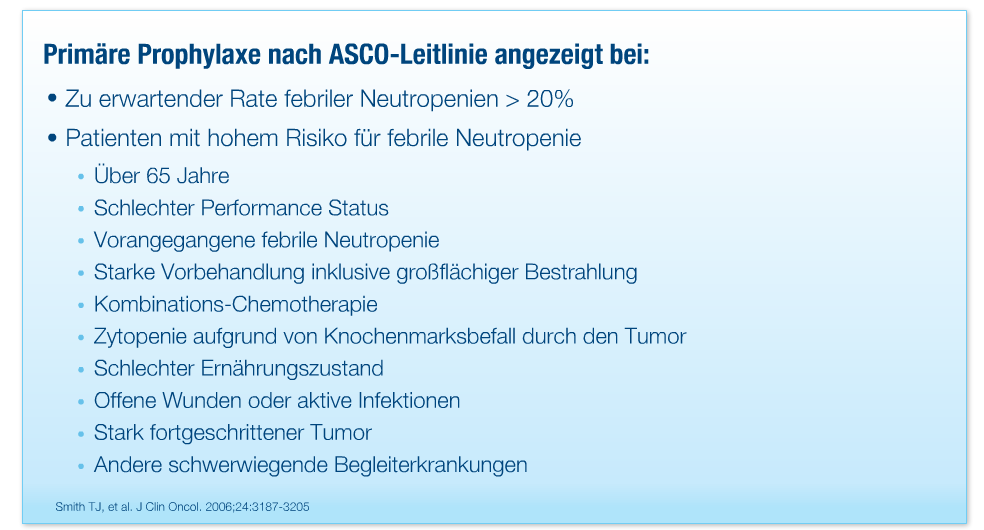 Primäre Prophylaxe nach ASCO-Leitlinie angezeigt bei:
• Zu erwartender Rate febriler Neutropenien > 20%
• Patienten mit hohem Risiko für febrile Neutropenie
• Über 65 Jahre
• Schlechter Performance Status
• Vorangegangene febrile Neutropenie
• Starke Vorbehandlung inklusive großflächiger Bestrahlung
• Kombinations-Chemotherapie
• Zytopenie aufgrund von Knochenmarksbefall durch den Tumor
• Schlechter Ernährungszustand
• Offene Wunden oder aktive Infektionen
• Stark fortgeschrittener Tumor
• Andere schwerwiegende Begleiterkrankungen
Smith TJ, et al. J Clin Oncol. 2006;24:3187-3205